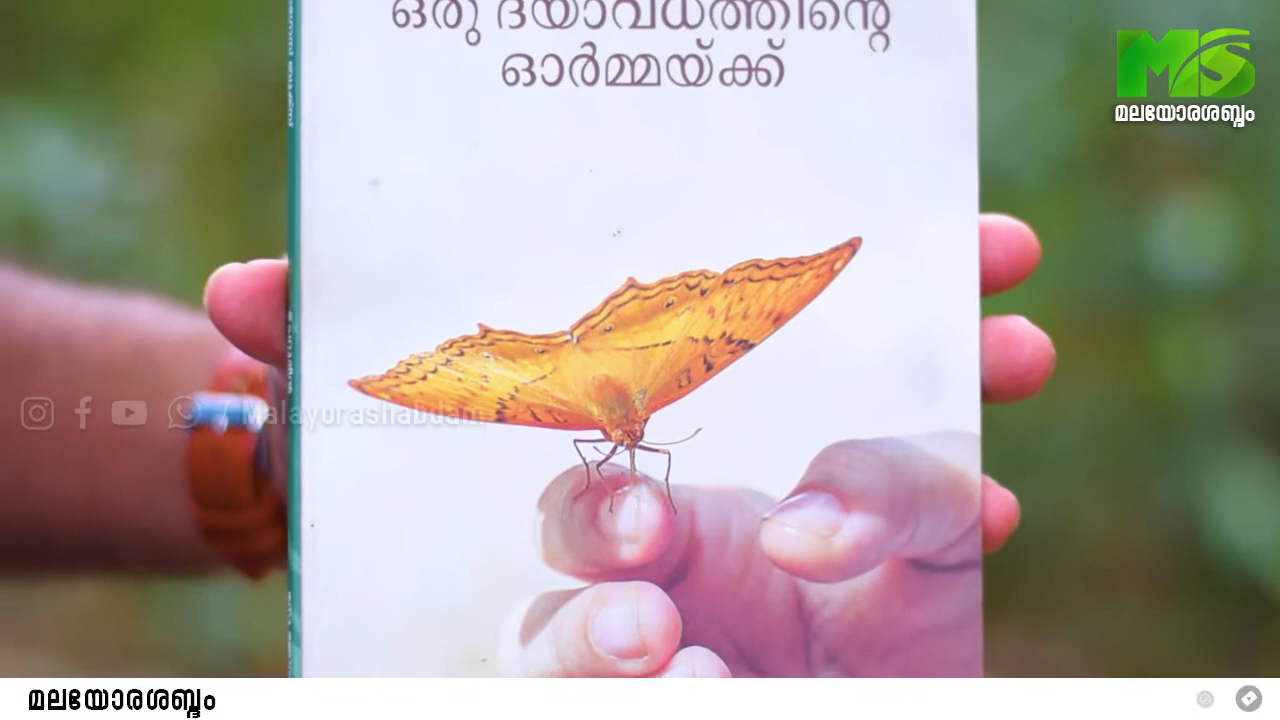 ഒരു ദയാവധത്തിന്റെ
ഓർമ്മയ്ക്ക്
MS
മലയോരശബ്ദം
Malayorashabdam
മലയോരശബ്ദം